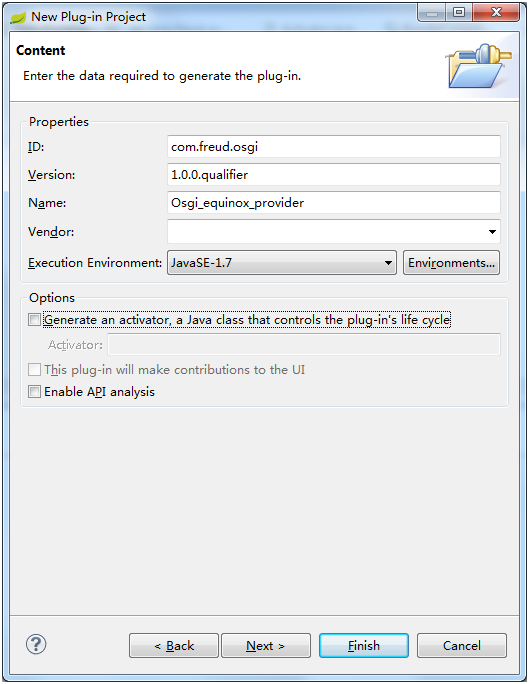 New Plug-in Project
Content
Enter the data required to generate the plug-in.
Properties
ID: com.freud.osgi
Version: 1.0.0.qualifier
Name: Osgi_equinox_provider
Vendor:
Execution Environment: JavaSE-1.7 Environments...
Options
Generate an activator, a Java class that controls the plug-in's life cycle
Activator:
This plug-in will make contributions to the UI
Enable API analysis
? < Back Next > Finish Cancel